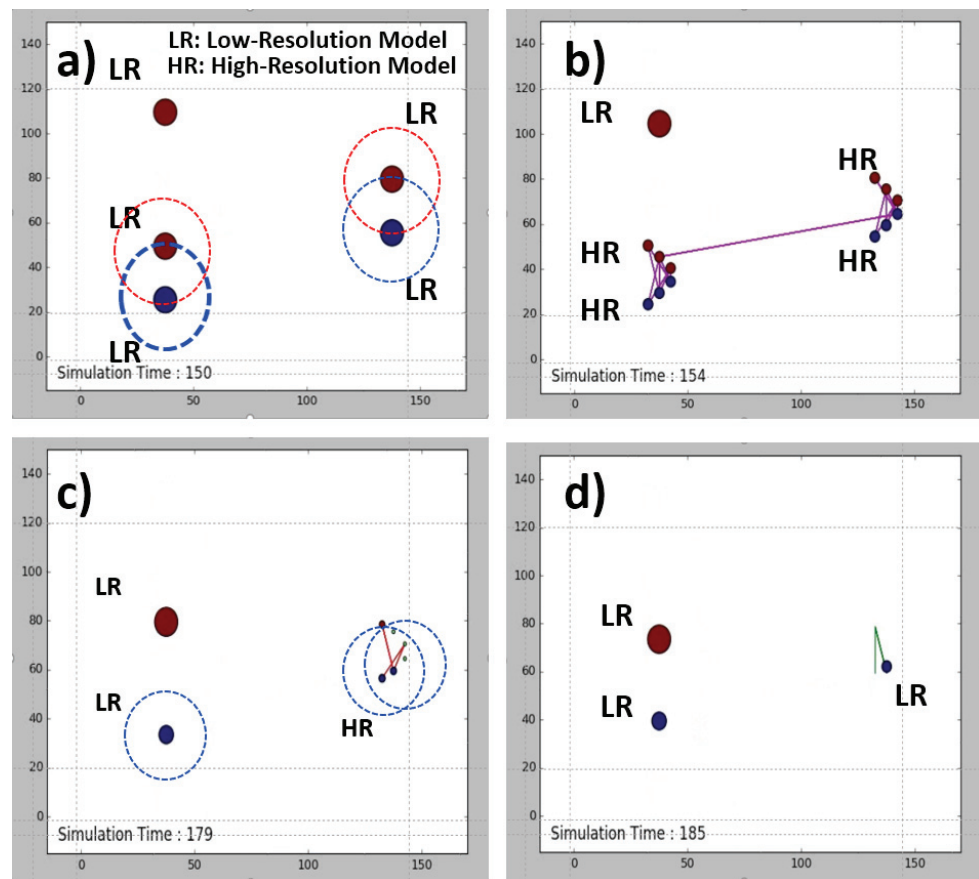 a)
LR: Low-Resolution Model
HR: High-Resolution Model
LR
LR
LR
LR
LR
140
120
100
80
60
40
20
0
Simulation Time : 150
0
50
100
150
b)
LR
HR
HR
HR
HR
140
120
100
80
60
40
20
0
Simulation Time : 154
0
50
100
150
c)
LR
LR
HR
140
120
100
80
60
40
20
0
Simulation Time : 179
0
50
100
150
d)
LR
LR
LR
140
120
100
80
60
40
20
0
Simulation Time : 185
0
50
100
150